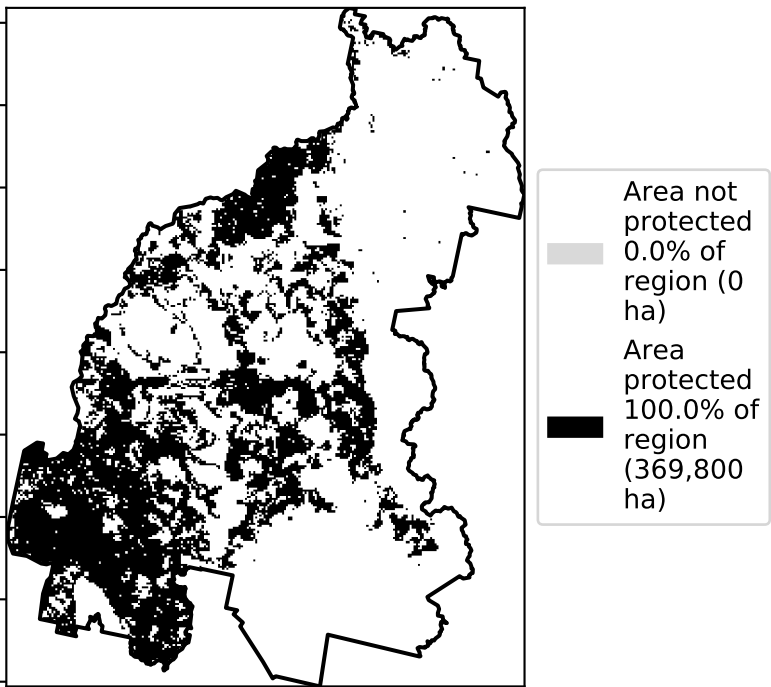 Area not
protected
0.0% of
region (0
ha)
Area
protected
100.0% of
region
(369,800
ha)